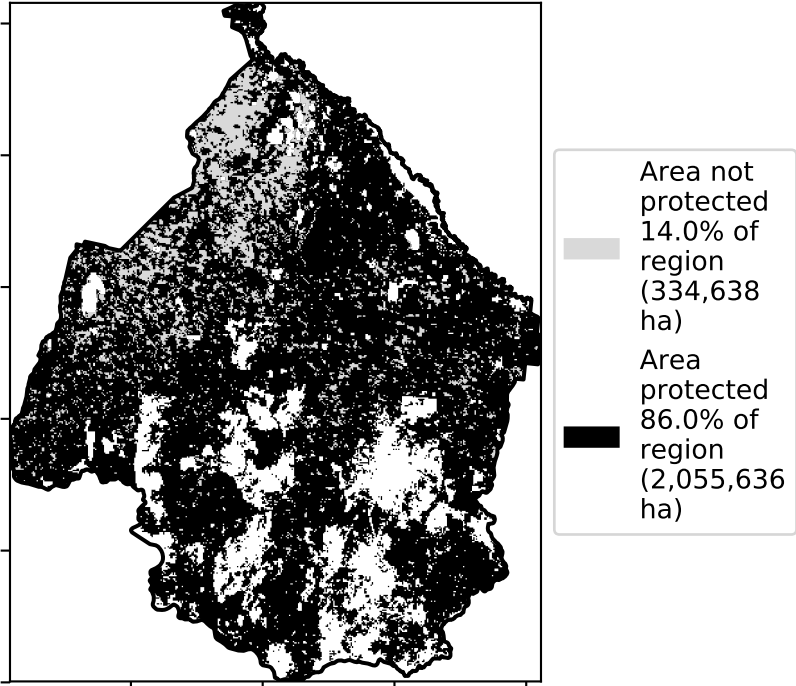 Area not
protected
14.0% of
region
(334,638
ha)
Area
protected
86.0% of
region
(2,055,636
ha)